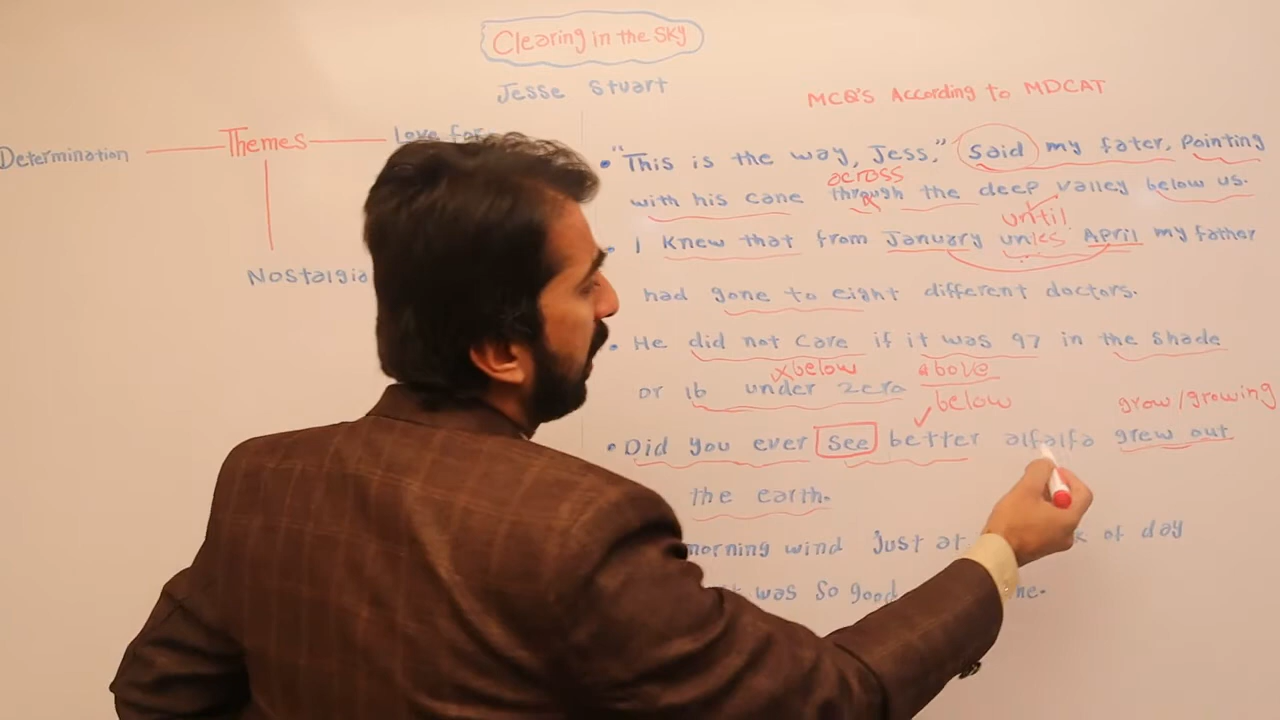 Clearing in the Sky
Jesse Stuart
MCQ'S According to MDCAT
Determination
Themes
Love for
Nostalgia
• "This is the way, Jess," Said my fater, Pointing
across
with his cane through the deep valley below us.
until
• I Knew that from January unles April my father
had gone to eight different doctors.
• He did not care if it was 97 in the shade
below above
or 16 under zero
below grow/growing
• Did you ever see better alfalfa grew out
the earth.
morning wind Just at of day
was so good